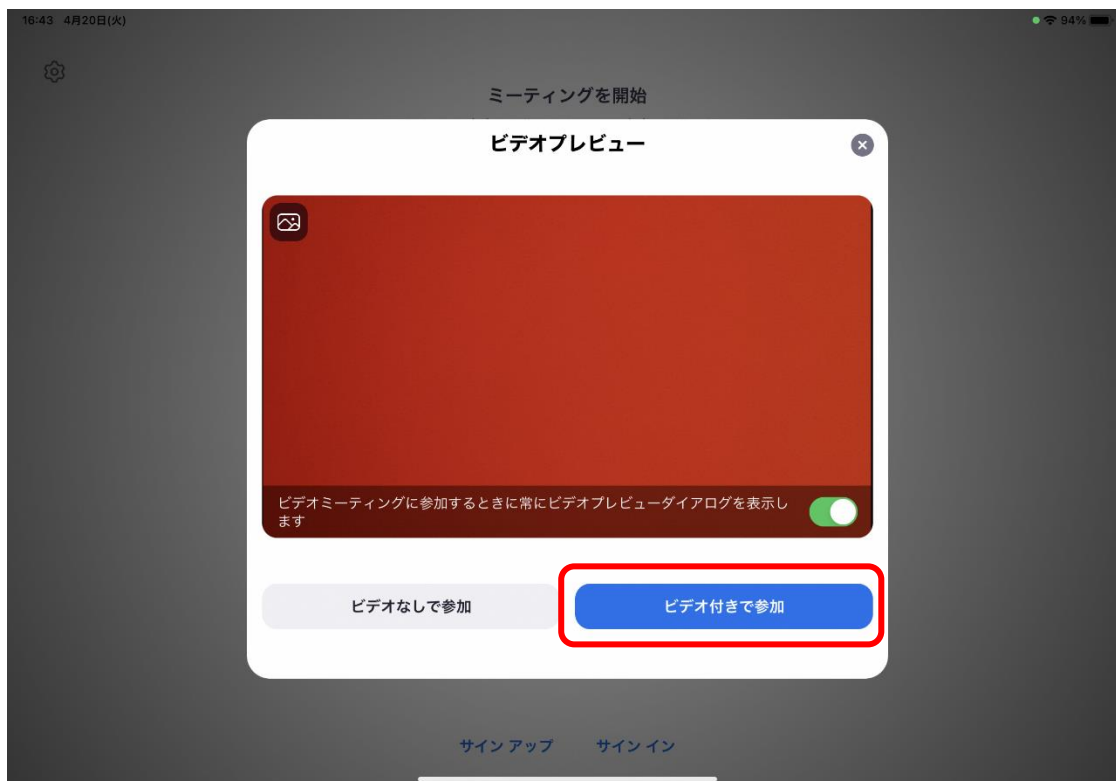 16:43 4月20日(火)
94%
ミーティングを開始
ビデオプレビュー
ビデオミーティングに参加するときに常にビデオプレビューダイアログを表示し
ます
ビデオなしで参加
ビデオ付きで参加
サイン アップ
サイン イン